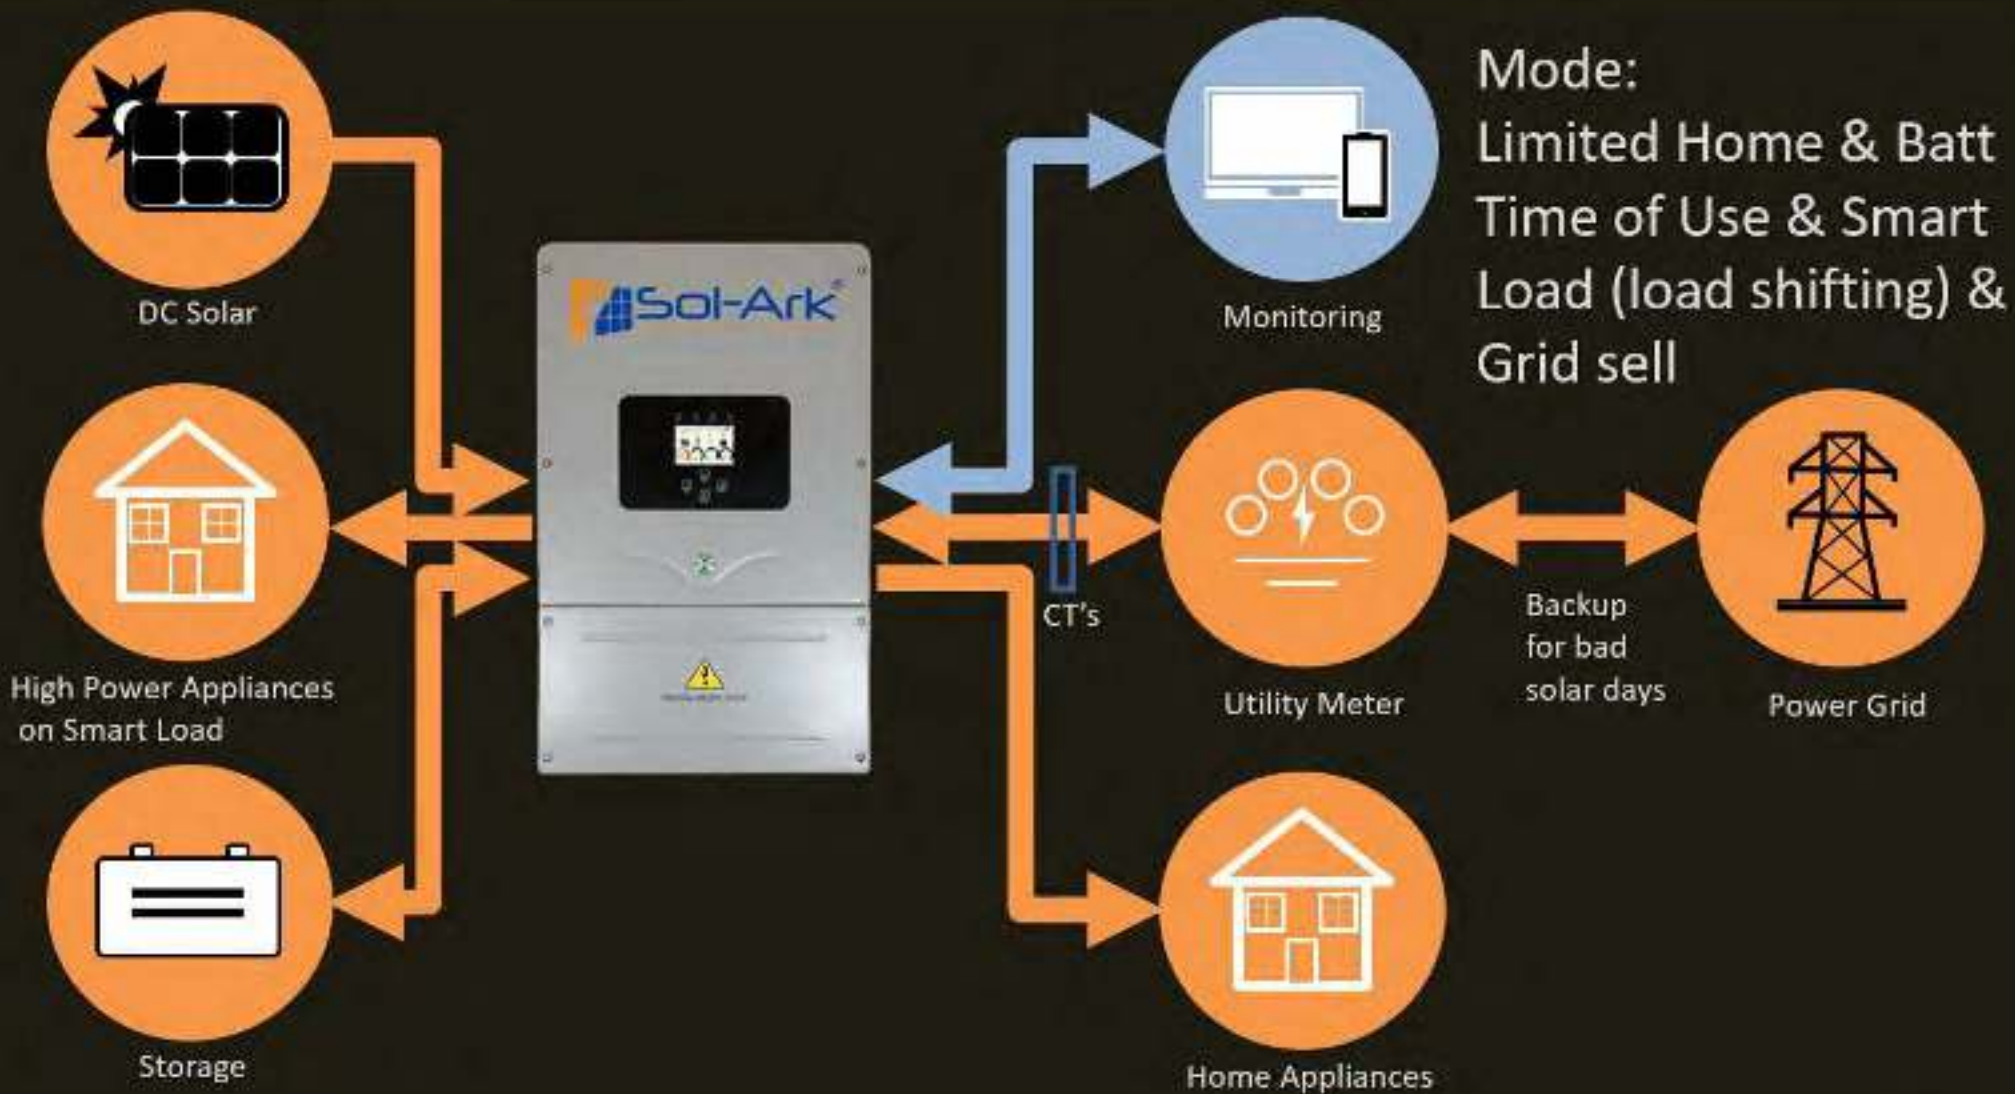 Mode:
Limited Home & Batt
Time of Use & Smart
Load (load shifting) &
Grid sell
DC Solar
Sol-Ark®
Monitoring
High Power Appliances
on Smart Load
CT's
Utility Meter
Backup
for bad
solar days
Power Grid
Storage
Home Appliances